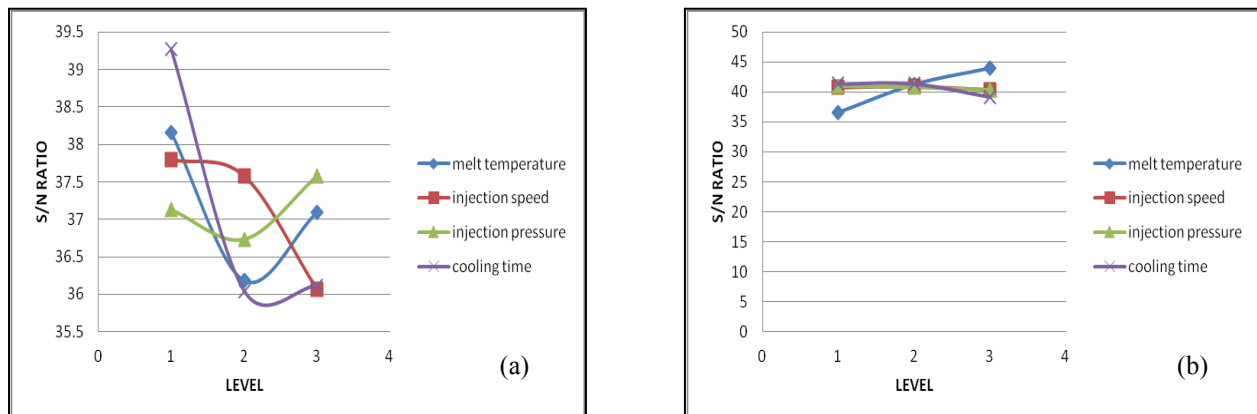 39.5
39
38.5
38
37.5
37
36.5
36
35.5
S/N RATIO
0 1 2 3 4
LEVEL
melt temperature
injection speed
injection pressure
cooling time
(a)
50
45
40
35
30
25
20
15
10
5
0
S/N RATIO
0 1 2 3 4
LEVEL
melt temperature
injection speed
injection pressure
cooling time
(b)